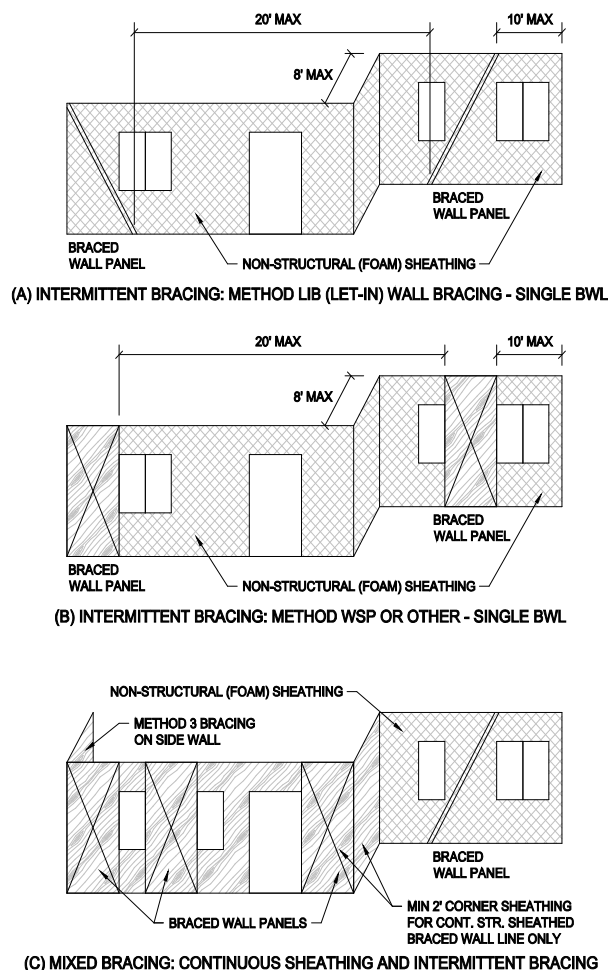 20' MAX
10' MAX
8' MAX
BRACED
WALL PANEL
BRACED
WALL PANEL
NON-STRUCTURAL (FOAM) SHEATHING
(A) INTERMITTENT BRACING: METHOD LIB (LET-IN) WALL BRACING - SINGLE BWL
20' MAX
10' MAX
8' MAX
BRACED
WALL PANEL
BRACED
WALL PANEL
NON-STRUCTURAL (FOAM) SHEATHING
(B) INTERMITTENT BRACING: METHOD WSP OR OTHER - SINGLE BWL
NON-STRUCTURAL (FOAM) SHEATHING
METHOD 3 BRACING
ON SIDE WALL
BRACED
WALL PANEL
BRACED WALL PANELS
MIN 2' CORNER SHEATHING
FOR CONT. STR. SHEATHED
BRACED WALL LINE ONLY
(C) MIXED BRACING: CONTINUOUS SHEATHING AND INTERMITTENT BRACING